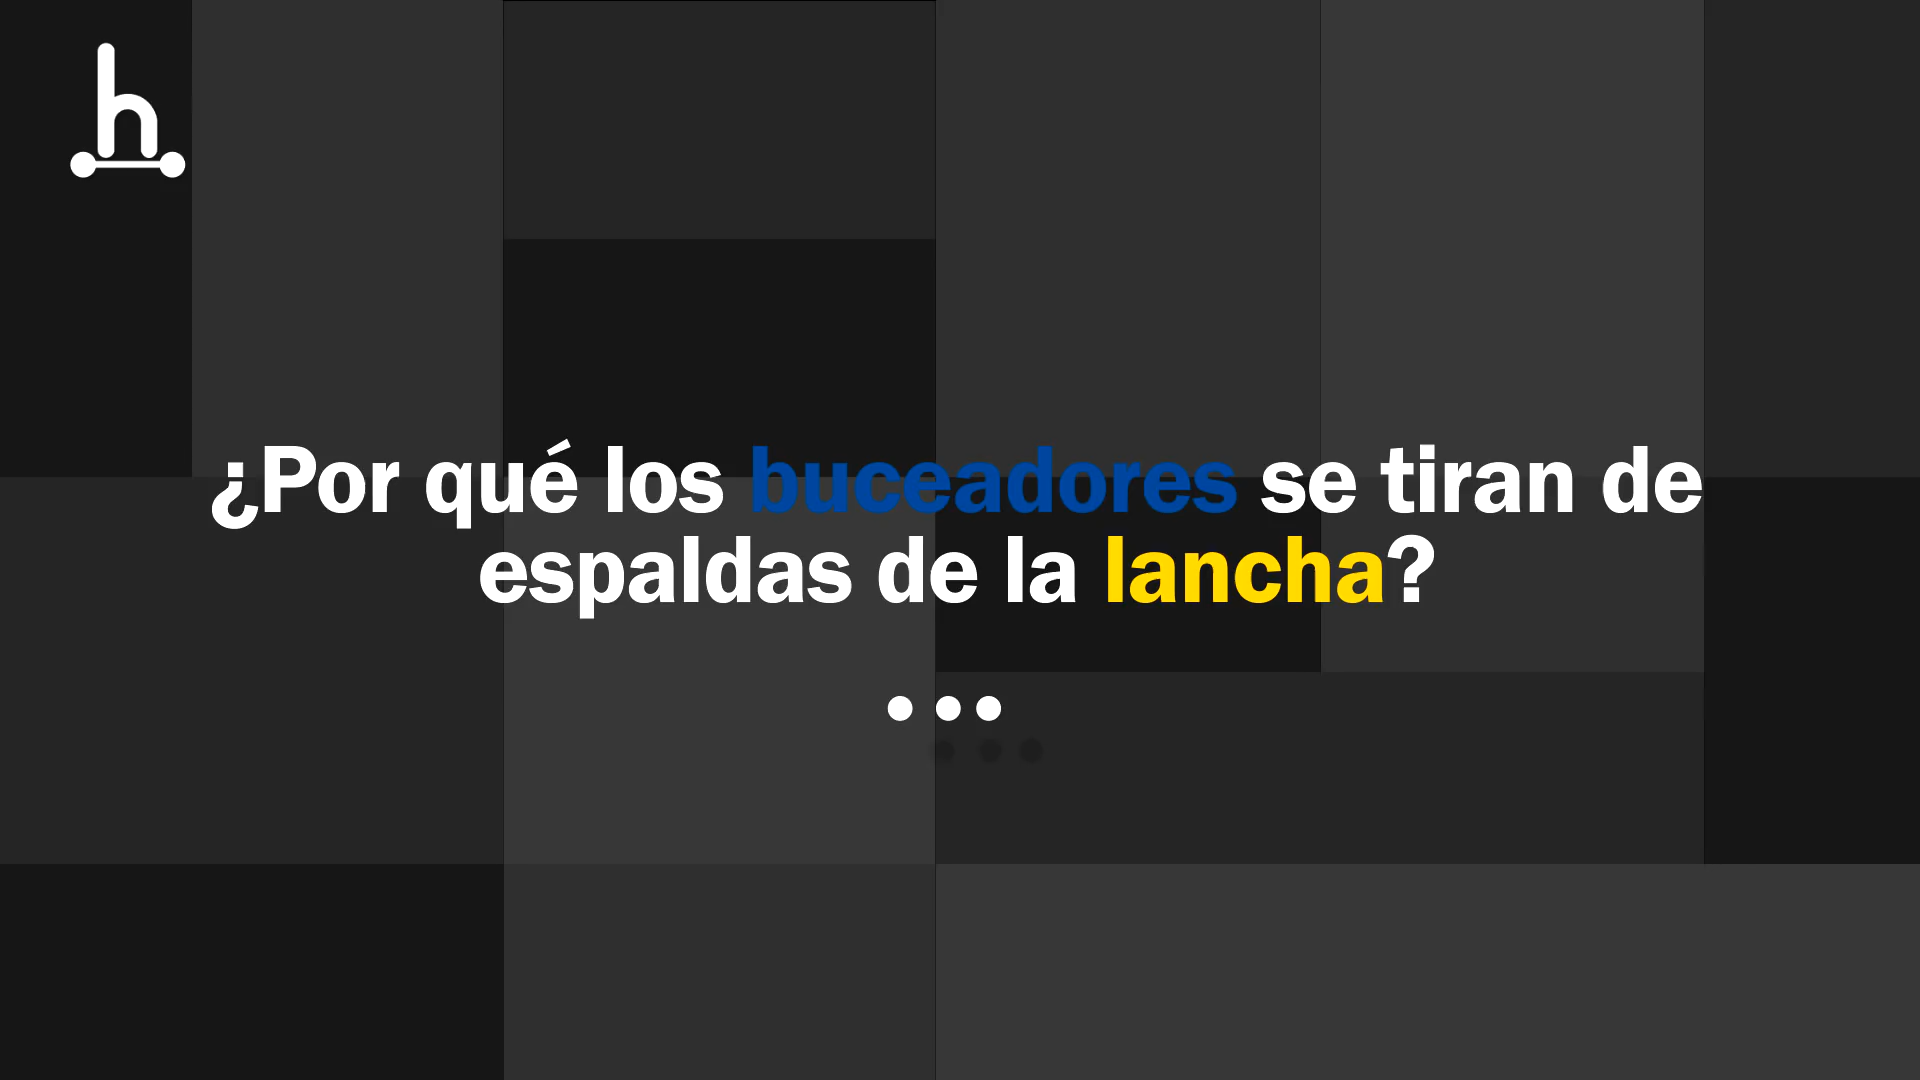 h
¿Por qué los buceadores se tiran de
espaldas de la lancha?
...